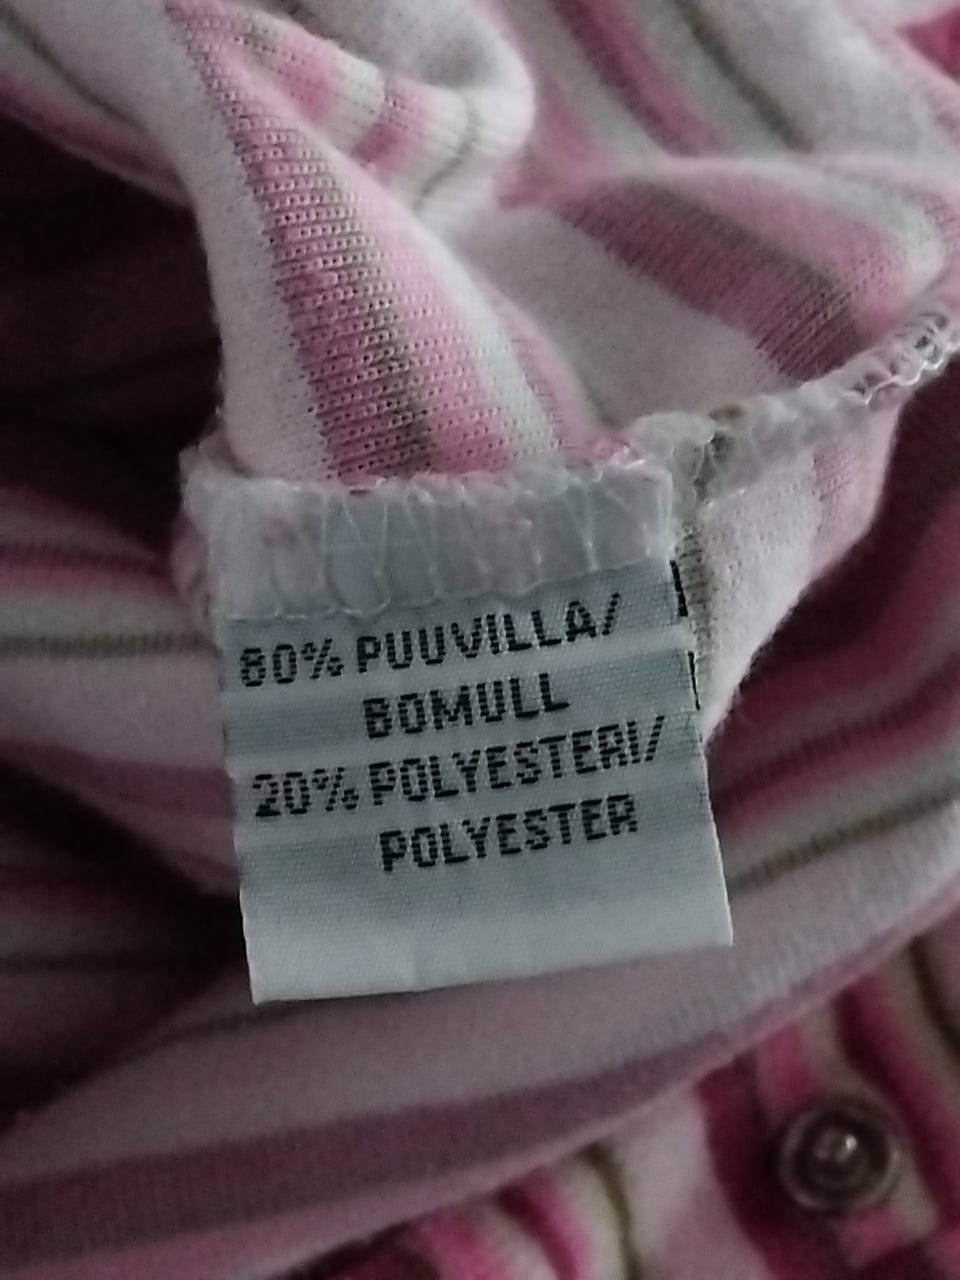 80% PUUVILLA/
BOMULL
20% POLYESTERI/
POLYESTER